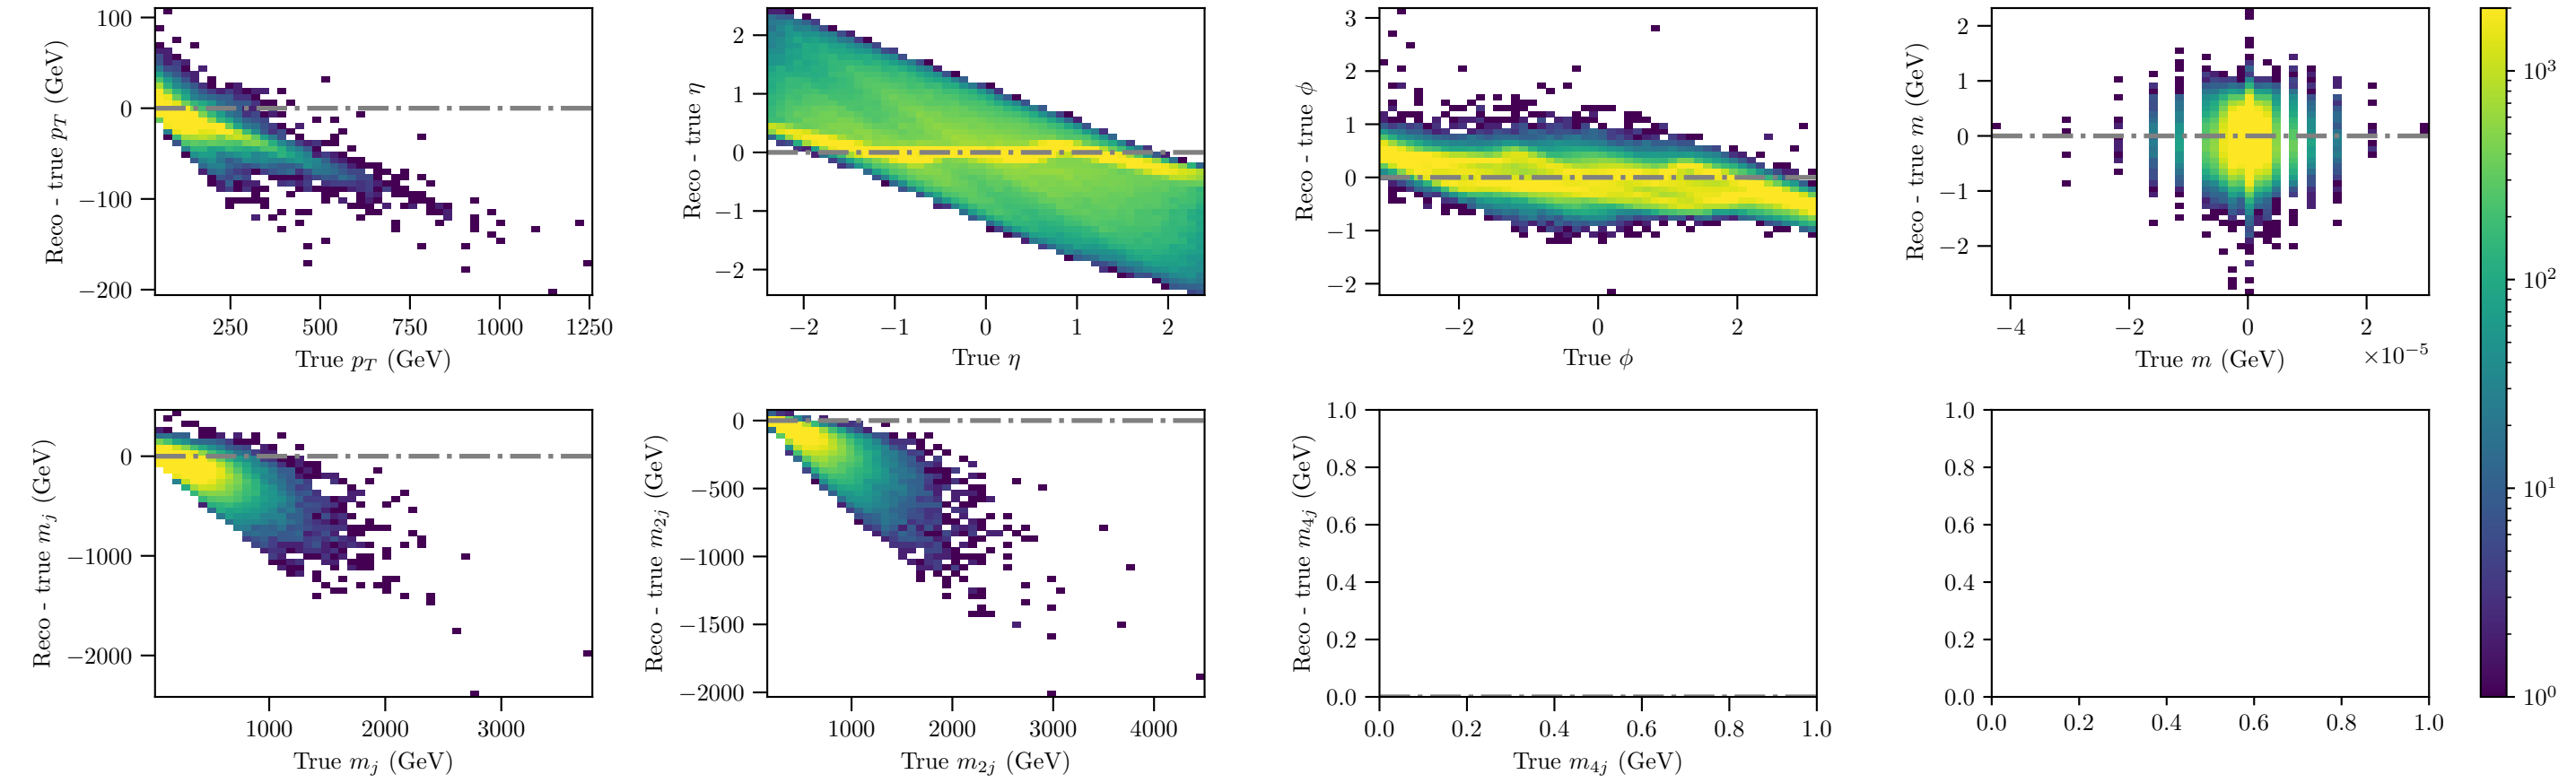 100
0
−100
−200
Reco - true p_T (GeV)
250 500 750 1000 1250
True p_T (GeV)
2
1
0
−1
−2
Reco - true η
−2 −1 0 1 2
True η
3
2
1
0
−1
−2
Reco - true ϕ
−2 0 2
True ϕ
2
1
0
−1
−2
Reco - true m (GeV)
−4 −2 0 2
×10⁻⁵
True m (GeV)
10³
10²
10¹
10⁰
0
−1000
−2000
Reco - true m_j (GeV)
1000 2000 3000
True m_j (GeV)
0
−500
−1000
−1500
−2000
Reco - true m_{2j} (GeV)
1000 2000 3000 4000
True m_{2j} (GeV)
1.0
0.8
0.6
0.4
0.2
0.0
Reco - true m_{4j} (GeV)
0.0 0.2 0.4 0.6 0.8 1.0
True m_{4j} (GeV)
1.0
0.8
0.6
0.4
0.2
0.0
0.0 0.2 0.4 0.6 0.8 1.0